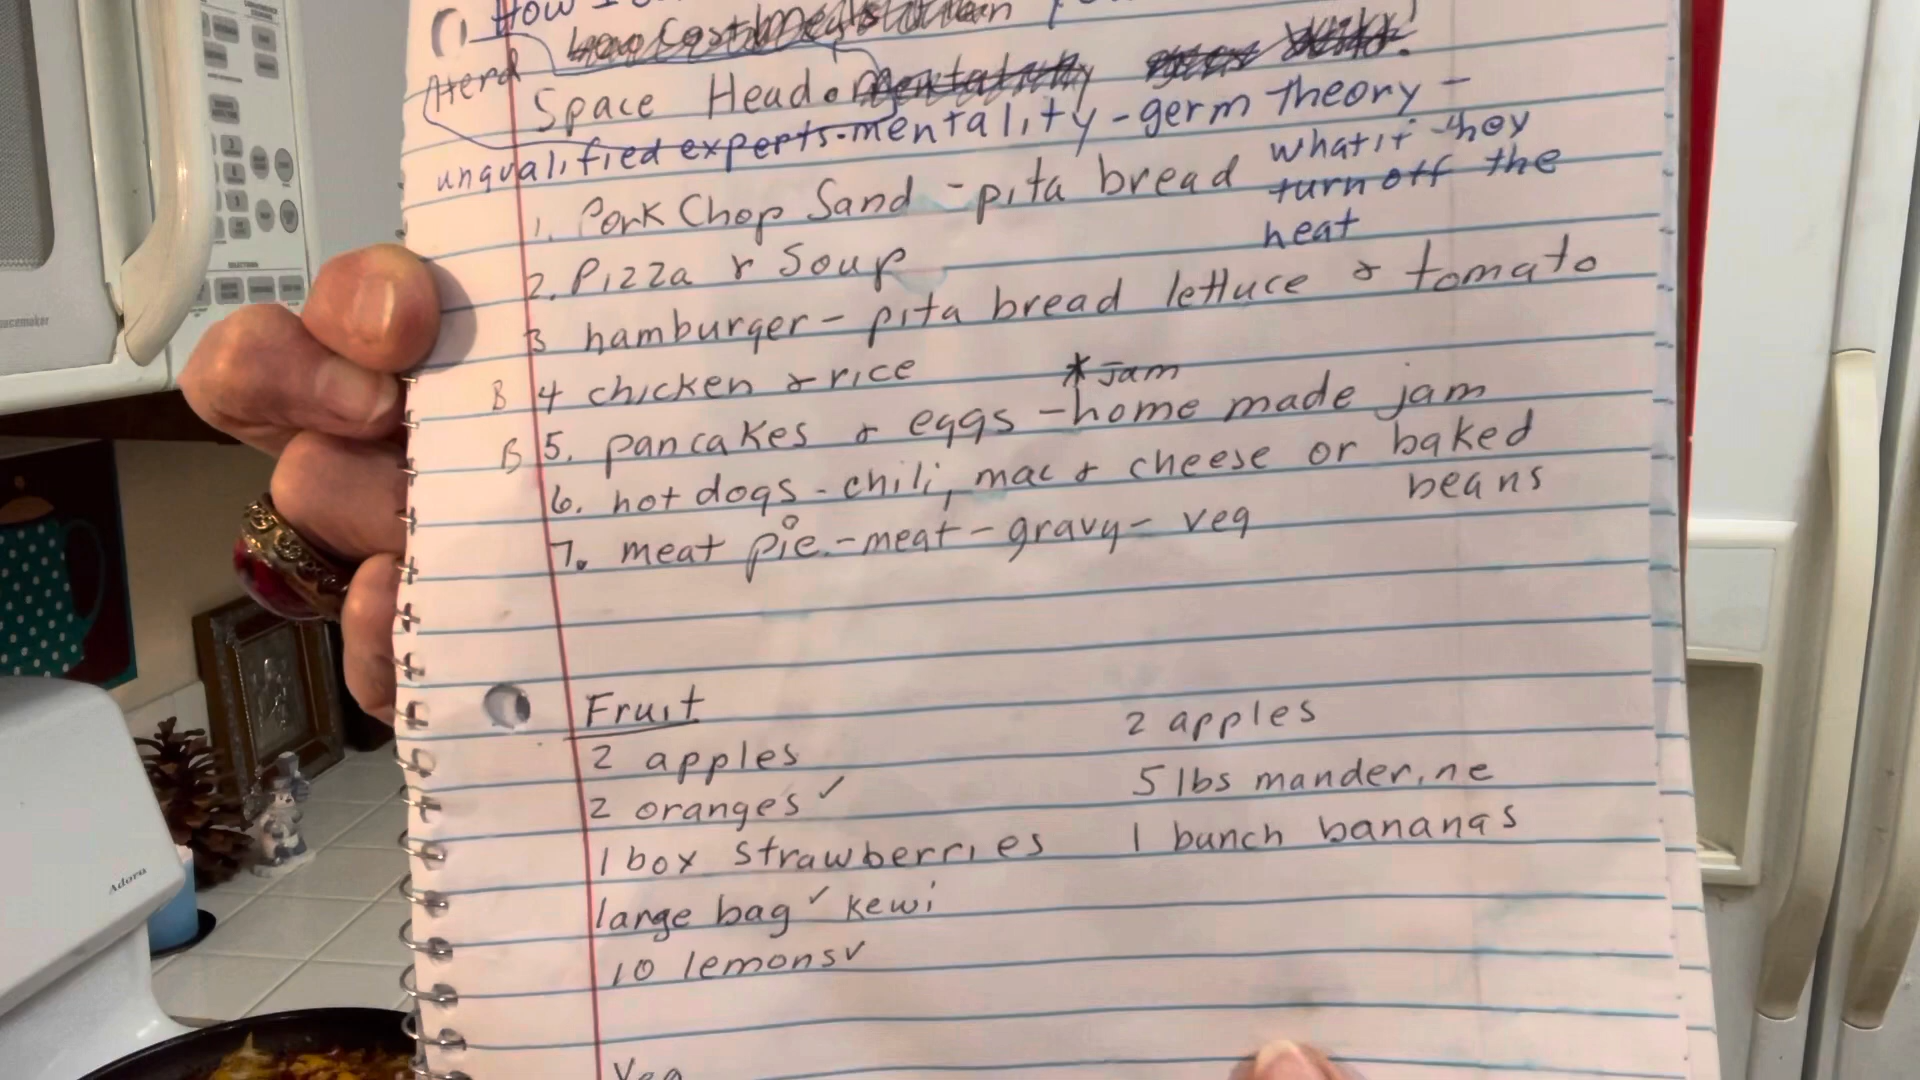 How
Space Head.
unqualified experts-mentality-germ theory-
what if they
turn off the
heat
1. Pork Chop Sand - pita bread
2. Pizza & Soup
3 hamburger - pita bread lettuce & tomato
B 4 chicken & rice
* Jam
B 5. pancakes & eggs - home made jam
6. hot dogs - chili, mac & cheese or baked
beans
7. meat pie. - meat - gravy - veg
Fruit
2 apples
2 oranges ✓
1 box strawberries
large bag ✓ kewi
10 lemons ✓
2 apples
5 lbs manderine
1 bunch bananas
Veg
Adora